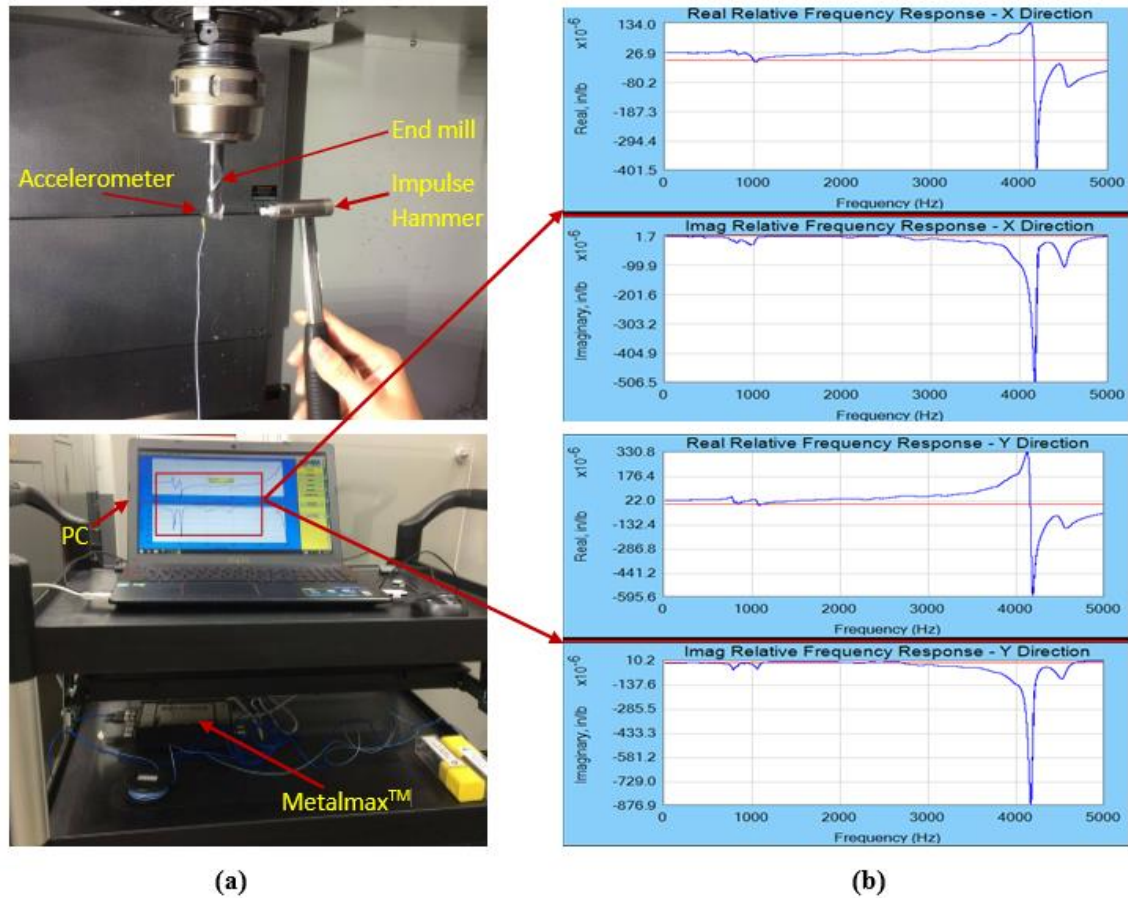 End mill
Accelerometer
Impulse
Hammer
PC
Metalmax™
(a)
Real Relative Frequency Response - X Direction
x10-6
Real, in/lb
134.0
26.9
-80.2
-187.3
-294.4
-401.5
0 1000 2000 3000 4000 5000
Frequency (Hz)
Imag Relative Frequency Response - X Direction
x10-6
Imaginary, in/lb
1.7
-99.9
-201.6
-303.2
-404.9
-506.5
0 1000 2000 3000 4000 5000
Frequency (Hz)
Real Relative Frequency Response - Y Direction
x10-6
Real, in/lb
330.8
176.4
22.0
-132.4
-286.8
-441.2
-595.6
0 1000 2000 3000 4000 5000
Frequency (Hz)
Imag Relative Frequency Response - Y Direction
x10-6
Imaginary, in/lb
10.2
-137.6
-285.4
-433.3
-581.2
-729.0
-876.9
0 1000 2000 3000 4000 5000
Frequency (Hz)
(b)